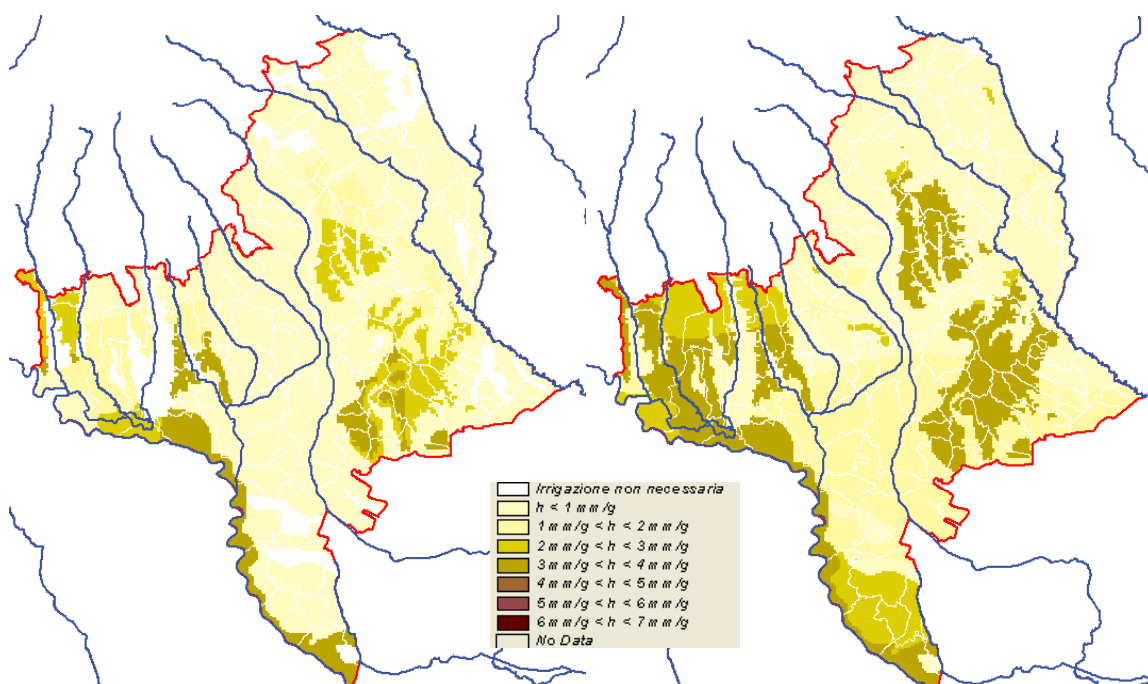 Irrigazione non necessaria
h < 1 mm/g
1 mm/g < h < 2 mm/g
2 mm/g < h < 3 mm/g
3 mm/g < h < 4 mm/g
4 mm/g < h < 5 mm/g
5 mm/g < h < 6 mm/g
6 mm/g < h < 7 mm/g
No Data